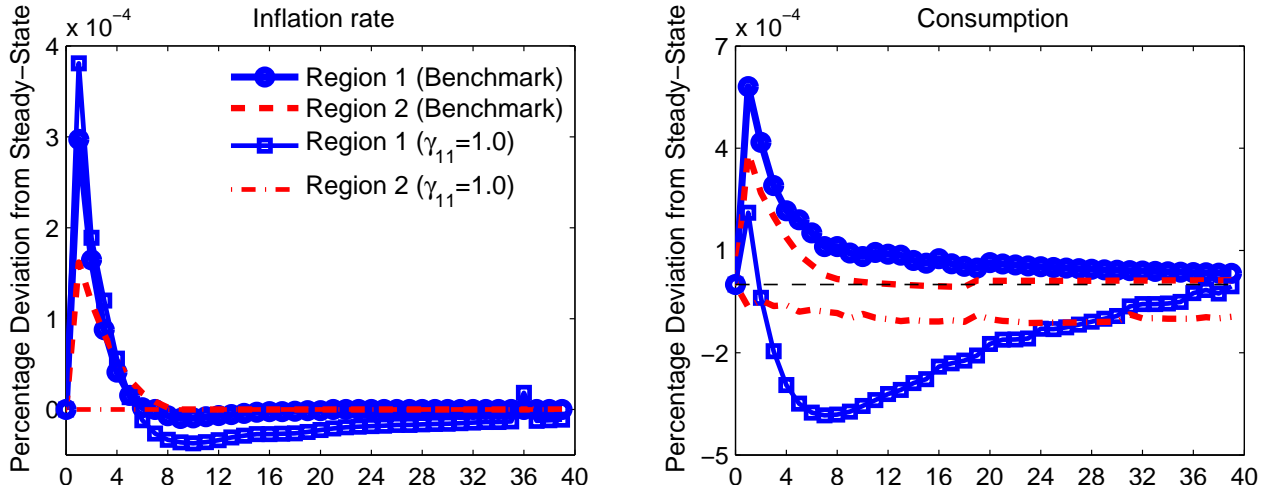 Inflation rate
x 10⁻⁴
Percentage Deviation from Steady−State
4
3
2
1
0
0 4 8 12 16 20 24 28 32 36 40
Region 1 (Benchmark)
Region 2 (Benchmark)
Region 1 (γ₁₁=1.0)
Region 2 (γ₁₁=1.0)
Consumption
x 10⁻⁴
Percentage Deviation from Steady−State
7
4
1
−2
−5
0 4 8 12 16 20 24 28 32 36 40